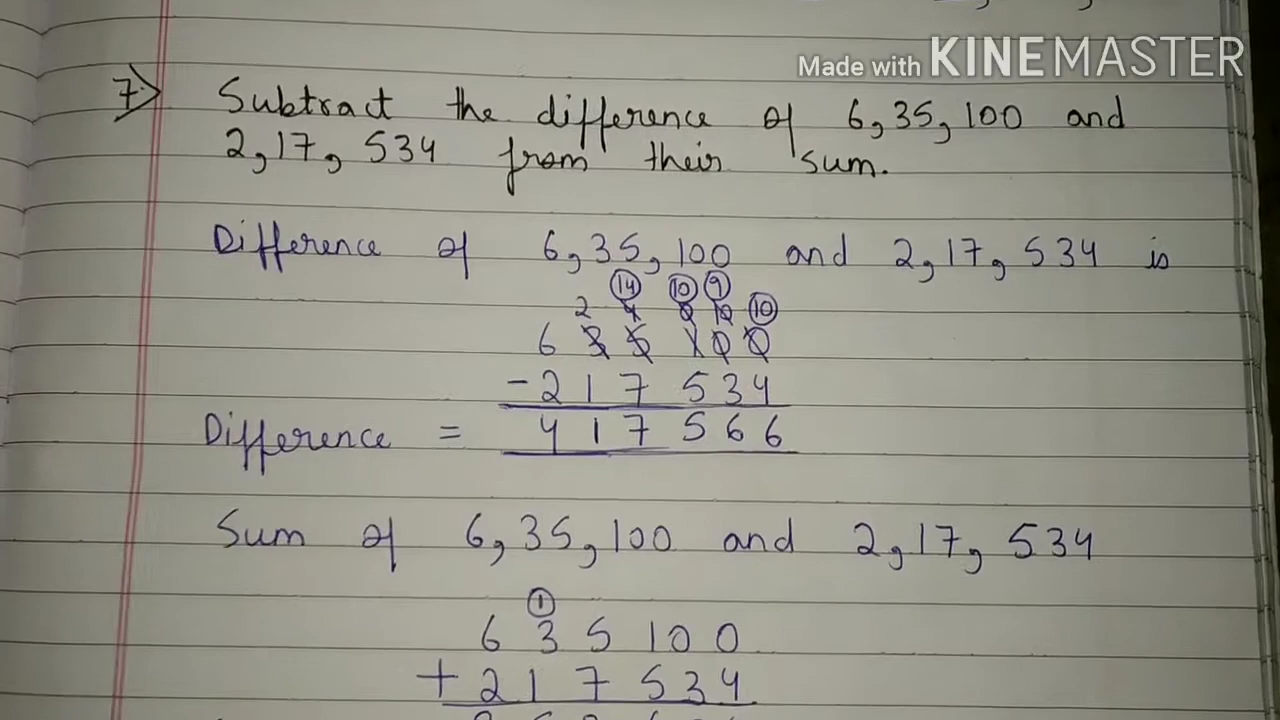 Made with KINEMASTER
7) Subtract the difference of 6,35,100 and
2,17,534 from their sum.
Difference of 6,35,100 and 2,17,534 is
14 10 9
2 4 0 10 10
6 3 5 1 0 0
- 2 1 7 5 3 4
Difference = 4 1 7 5 6 6
Sum of 6,35,100 and 2,17,534
1
6 3 5 1 0 0
+ 2 1 7 5 3 4